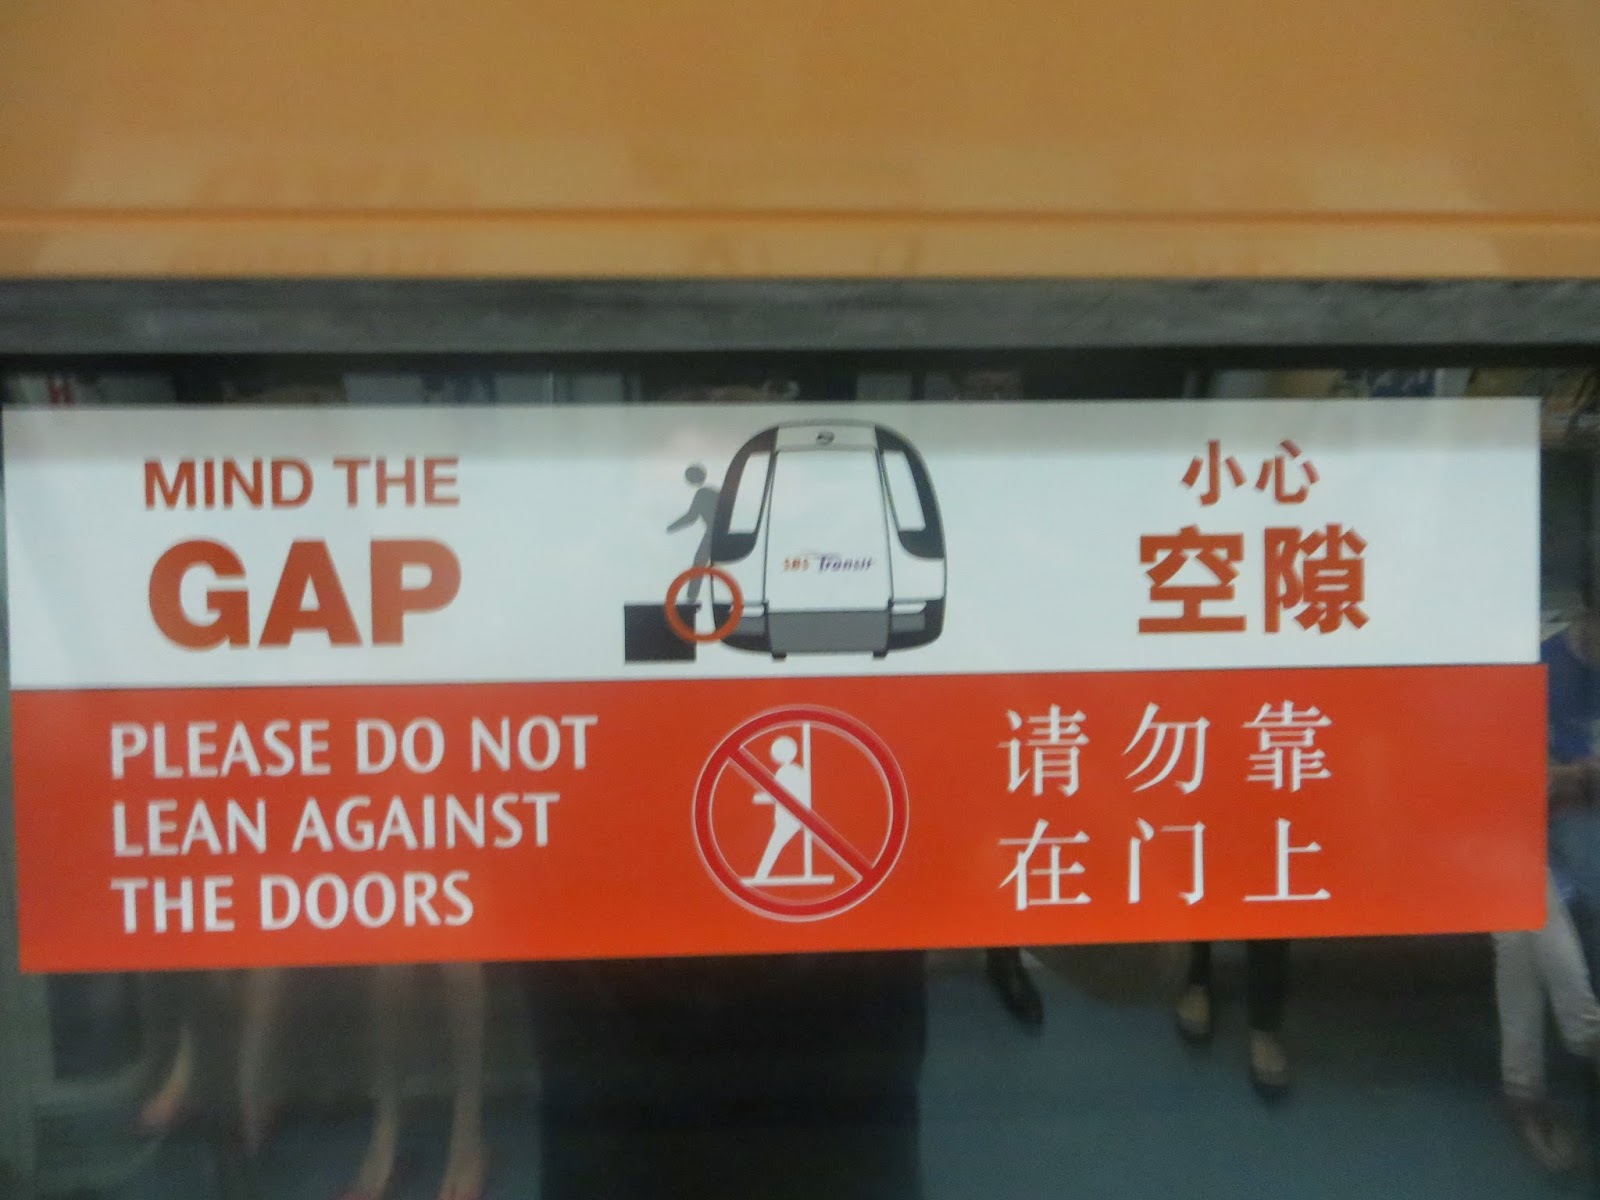 MIND THE
GAP
SBS Transit
小心
空隙
PLEASE DO NOT
LEAN AGAINST
THE DOORS
请勿靠
在门上